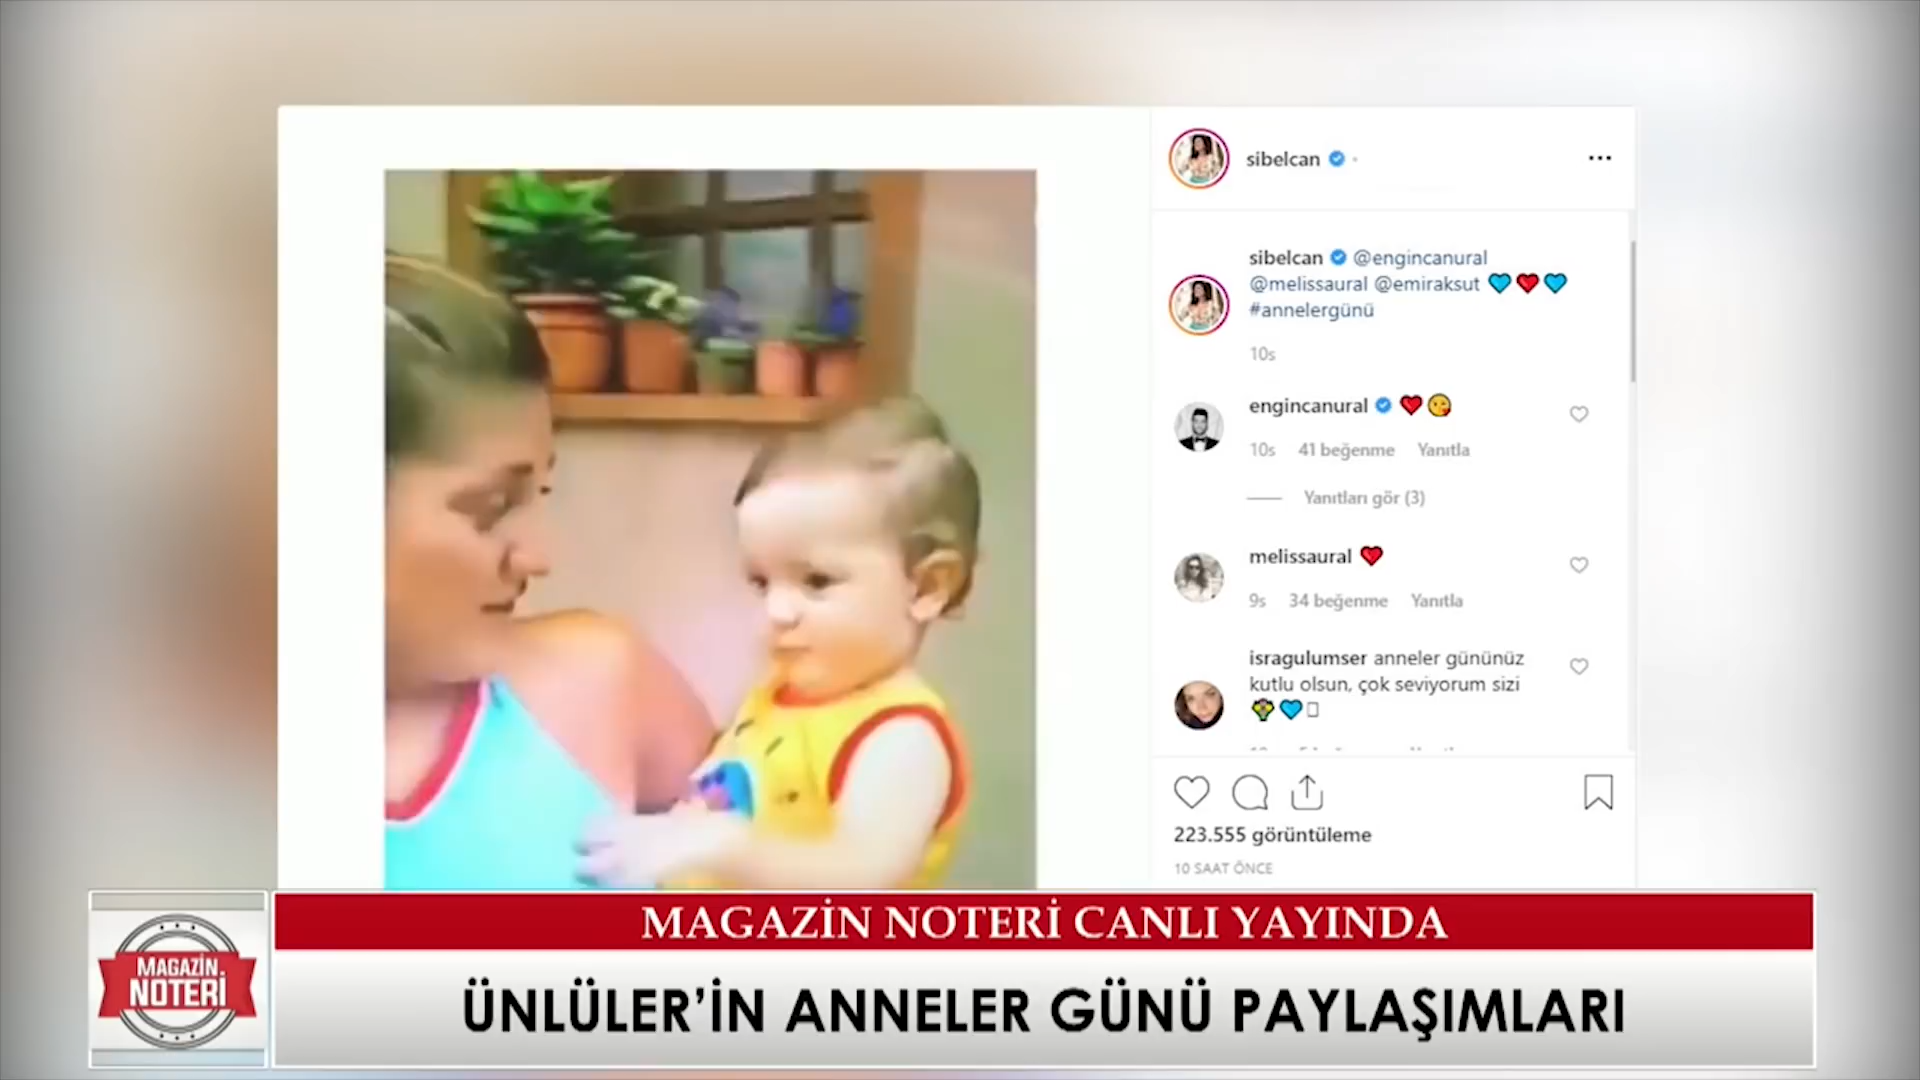 sibelcan
sibelcan @engincanural
@melissaural @emiraksut
#annelergünü
10s
engincanural
10s 41 beğenme Yanıtla
Yanıtları gör (3)
melissaural
9s 34 beğenme Yanıtla
isragulumser anneler gününüz
kutlu olsun, çok seviyorum sizi
223.555 görüntüleme
10 SAAT ÖNCE
MAGAZİN NOTERİ CANLI YAYINDA
MAGAZİN
NOTERİ
ÜNLÜLER'İN ANNELER GÜNÜ PAYLAŞIMLARI